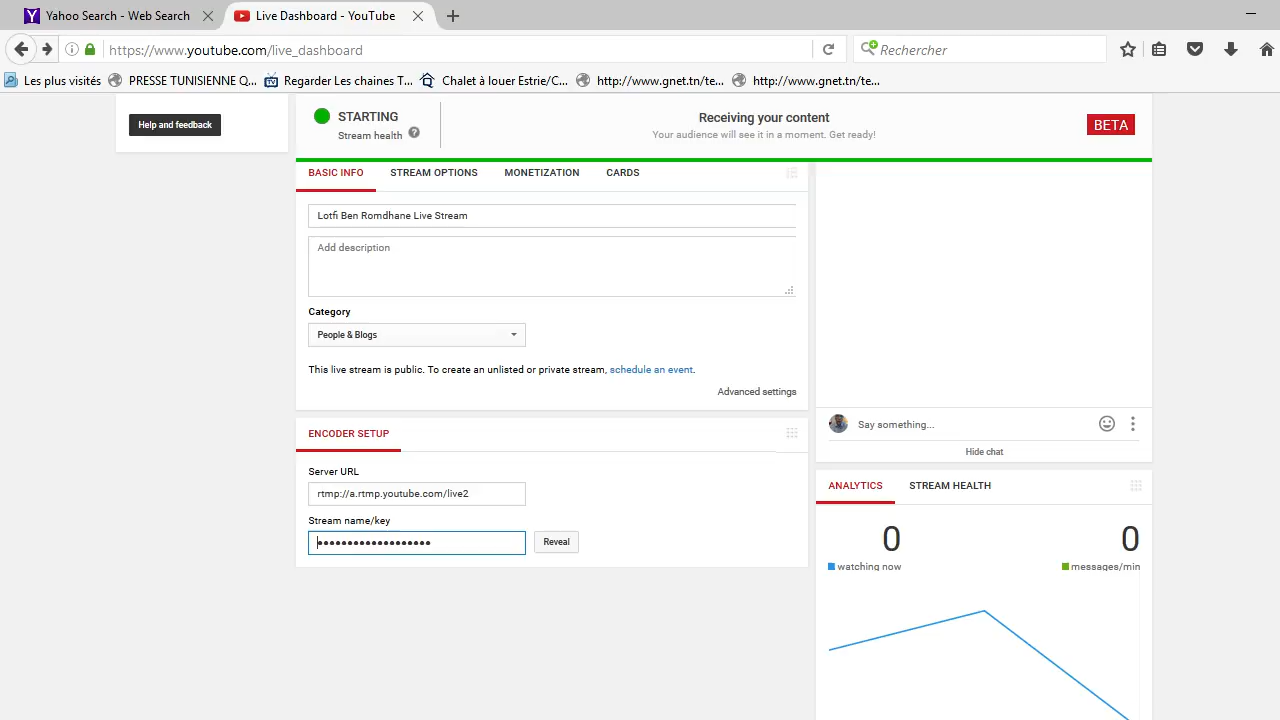 Yahoo Search - Web Search
Live Dashboard - YouTube
https://www.youtube.com/live_dashboard
Rechercher
Les plus visités
PRESSE TUNISIENNE Q...
Regarder Les chaines T...
Chalet à louer Estrie/C...
http://www.gnet.tn/te...
http://www.gnet.tn/te...
Help and feedback
STARTING
Stream health ?
Receiving your content
Your audience will see it in a moment. Get ready!
BETA
BASIC INFO
STREAM OPTIONS
MONETIZATION
CARDS
Lotfi Ben Romdhane Live Stream
Add description
Category
People & Blogs
This live stream is public. To create an unlisted or private stream, schedule an event.
Advanced settings
ENCODER SETUP
Server URL
rtmp://a.rtmp.youtube.com/live2
Stream name/key
•••••••••••••••••••
Reveal
Say something...
Hide chat
ANALYTICS
STREAM HEALTH
0
watching now
0
messages/min